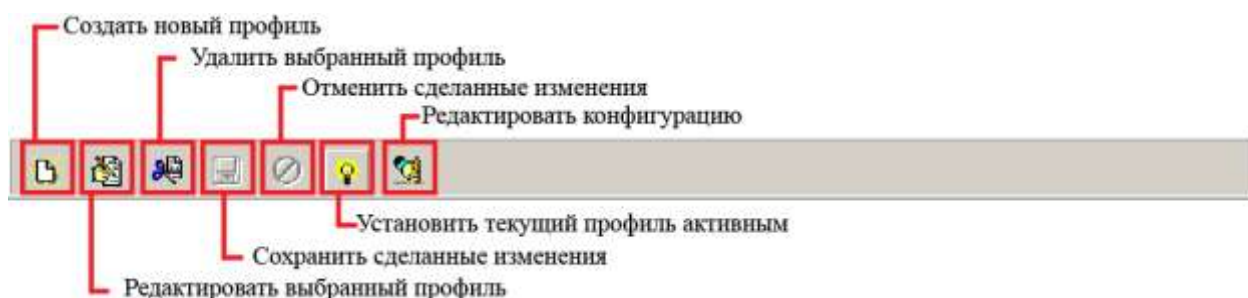 Создать новый профиль
Удалить выбранный профиль
Отменить сделанные изменения
Редактировать конфигурацию
Установить текущий профиль активным
Сохранить сделанные изменения
Редактировать выбранный профиль